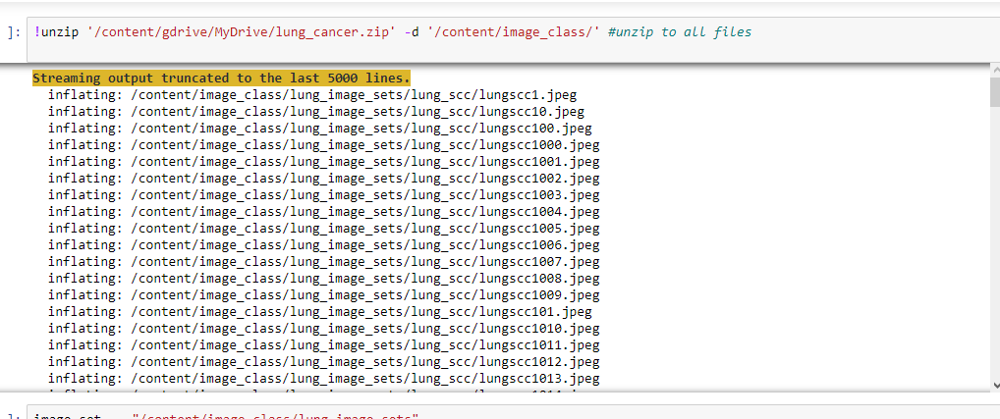 ]: !unzip '/content/gdrive/MyDrive/lung_cancer.zip' -d '/content/image_class/' #unzip to all files
Streaming output truncated to the last 5000 lines.
inflating: /content/image_class/lung_image_sets/lung_scc/lungscc1.jpeg
inflating: /content/image_class/lung_image_sets/lung_scc/lungscc10.jpeg
inflating: /content/image_class/lung_image_sets/lung_scc/lungscc100.jpeg
inflating: /content/image_class/lung_image_sets/lung_scc/lungscc1000.jpeg
inflating: /content/image_class/lung_image_sets/lung_scc/lungscc1001.jpeg
inflating: /content/image_class/lung_image_sets/lung_scc/lungscc1002.jpeg
inflating: /content/image_class/lung_image_sets/lung_scc/lungscc1003.jpeg
inflating: /content/image_class/lung_image_sets/lung_scc/lungscc1004.jpeg
inflating: /content/image_class/lung_image_sets/lung_scc/lungscc1005.jpeg
inflating: /content/image_class/lung_image_sets/lung_scc/lungscc1006.jpeg
inflating: /content/image_class/lung_image_sets/lung_scc/lungscc1007.jpeg
inflating: /content/image_class/lung_image_sets/lung_scc/lungscc1008.jpeg
inflating: /content/image_class/lung_image_sets/lung_scc/lungscc1009.jpeg
inflating: /content/image_class/lung_image_sets/lung_scc/lungscc101.jpeg
inflating: /content/image_class/lung_image_sets/lung_scc/lungscc1010.jpeg
inflating: /content/image_class/lung_image_sets/lung_scc/lungscc1011.jpeg
inflating: /content/image_class/lung_image_sets/lung_scc/lungscc1012.jpeg
inflating: /content/image_class/lung_image_sets/lung_scc/lungscc1013.jpeg